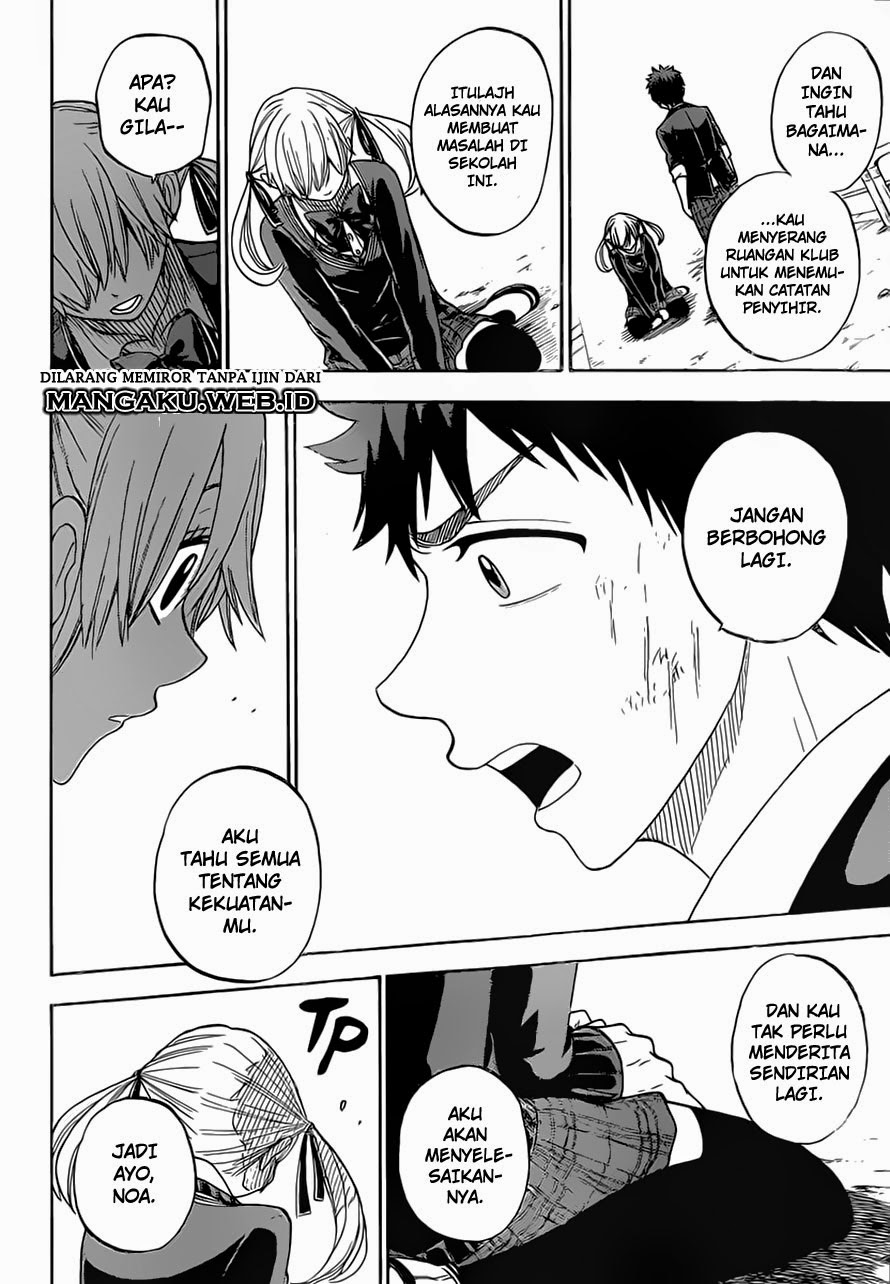 DAN
INGIN
TAHU
BAGAIMA-
NA...
...KAU
MENYERANG
RUANGAN KLUB
UNTUK MENEMU-
KAN CATATAN
PENYIHIR.
ITULAJH
ALASANNYA KAU
MEMBUAT
MASALAH DI
SEKOLAH
INI.
APA?
KAU
GILA--
DILARANG MEMIROR TANPA IJIN DARI
MANGAKU.WEB.ID
JANGAN
BERBOHONG
LAGI.
AKU
TAHU SEMUA
TENTANG
KEKUATAN-
MU.
DAN KAU
TAK PERLU
MENDERITA
SENDIRIAN
LAGI.
AKU
AKAN
MENYELE-
SAIKAN-
NYA.
TP
JADI
AYO,
NOA.